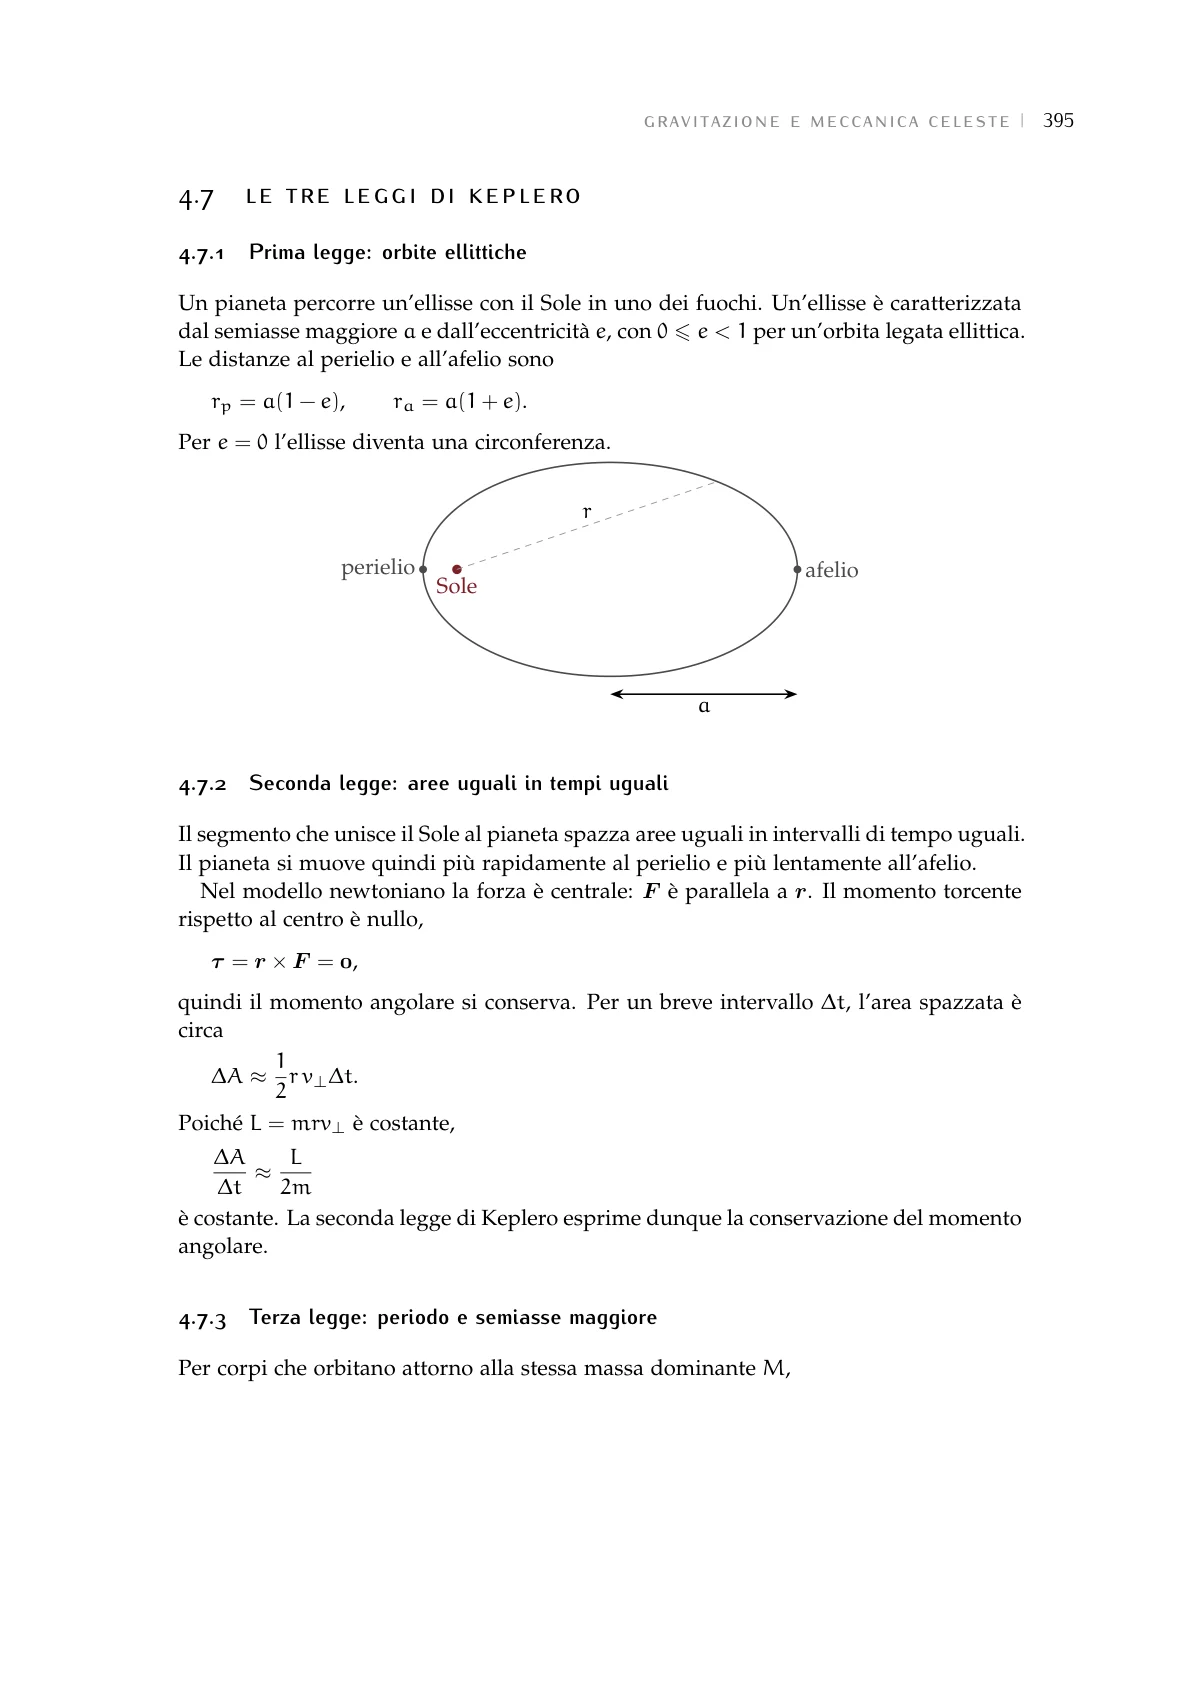 GRAVITAZIONE E MECCANICA CELESTE | 395
4.7 LE TRE LEGGI DI KEPLERO
4.7.1 Prima legge: orbite ellittiche
Un pianeta percorre un'ellisse con il Sole in uno dei fuochi. Un'ellisse è caratterizzata
dal semiasse maggiore a e dall'eccentricità e, con 0 ⩽ e < 1 per un'orbita legata ellittica.
Le distanze al perielio e all'afelio sono
r_p = a(1 − e), r_a = a(1 + e).
Per e = 0 l'ellisse diventa una circonferenza.
r
perielio
Sole
afelio
a
4.7.2 Seconda legge: aree uguali in tempi uguali
Il segmento che unisce il Sole al pianeta spazza aree uguali in intervalli di tempo uguali.
Il pianeta si muove quindi più rapidamente al perielio e più lentamente all'afelio.
Nel modello newtoniano la forza è centrale: F è parallela a r. Il momento torcente
rispetto al centro è nullo,
τ = r × F = 0,
quindi il momento angolare si conserva. Per un breve intervallo Δt, l'area spazzata è
circa
ΔA ≈ 1/2 r v⊥Δt.
Poiché L = mrv⊥ è costante,
ΔA/Δt ≈ L/2m
è costante. La seconda legge di Keplero esprime dunque la conservazione del momento
angolare.
4.7.3 Terza legge: periodo e semiasse maggiore
Per corpi che orbitano attorno alla stessa massa dominante M,